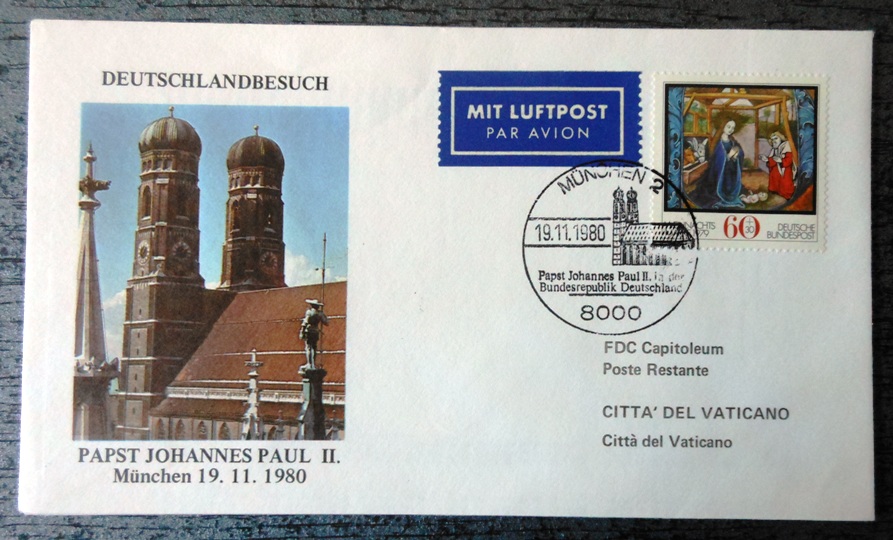 DEUTSCHLANDBESUCH
PAPST JOHANNES PAUL II.
München 19. 11. 1980
MIT LUFTPOST
PAR AVION
60
+30
DEUTSCHE
BUNDESPOST
MÜNCHEN 2
19.11.1980
Papst Johannes Paul II. in der
Bundesrepublik Deutschland
8000
FDC Capitoleum
Poste Restante
CITTA' DEL VATICANO
Città del Vaticano